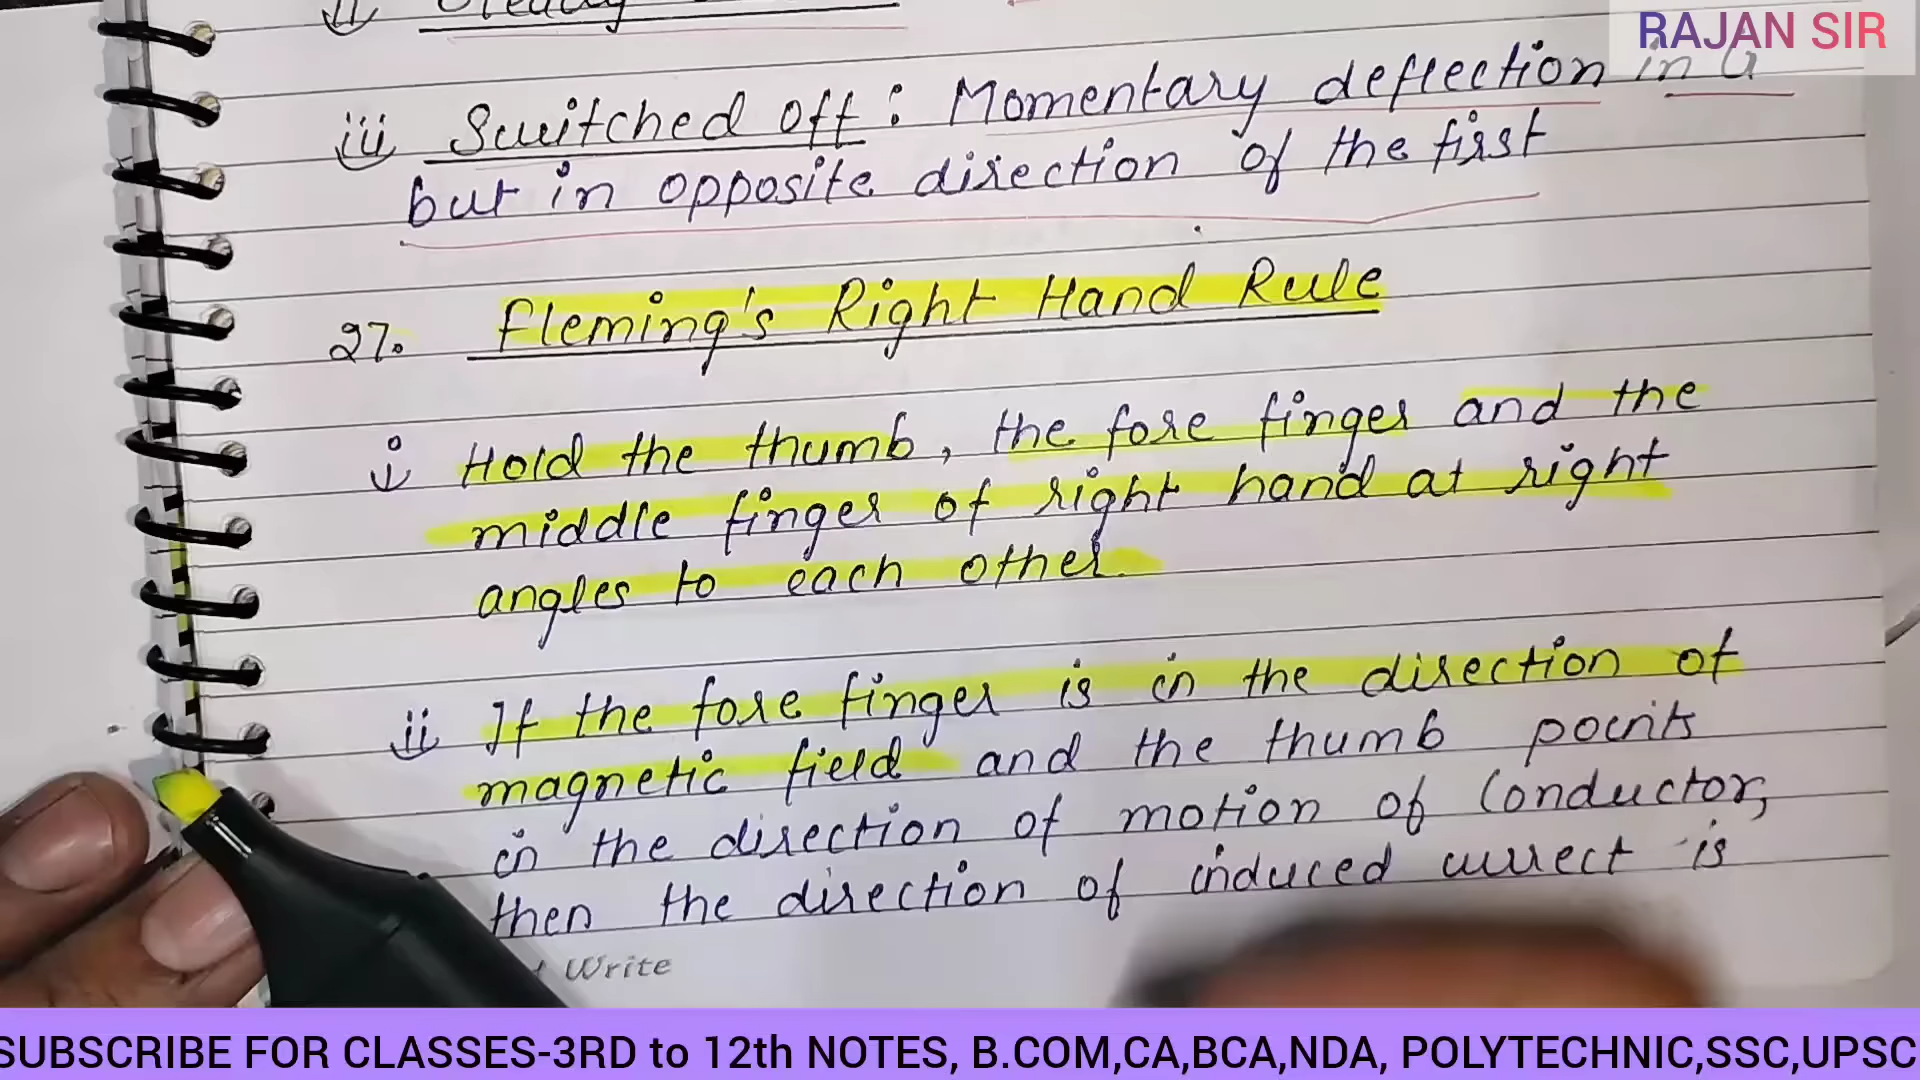 RAJAN SIR
ii Steady
iii Switched off : Momentary deflection in G
but in opposite direction of the first
27. Fleming's Right Hand Rule
i Hold the thumb, the fore finger and the
middle finger of right hand at right
angles to each other.
ii If the fore finger is in the direction of
magnetic field and the thumb points
in the direction of motion of Conductor,
then the direction of induced currect is
Write
SUBSCRIBE FOR CLASSES-3RD to 12th NOTES, B.COM,CA,BCA,NDA, POLYTECHNIC,SSC,UPSC